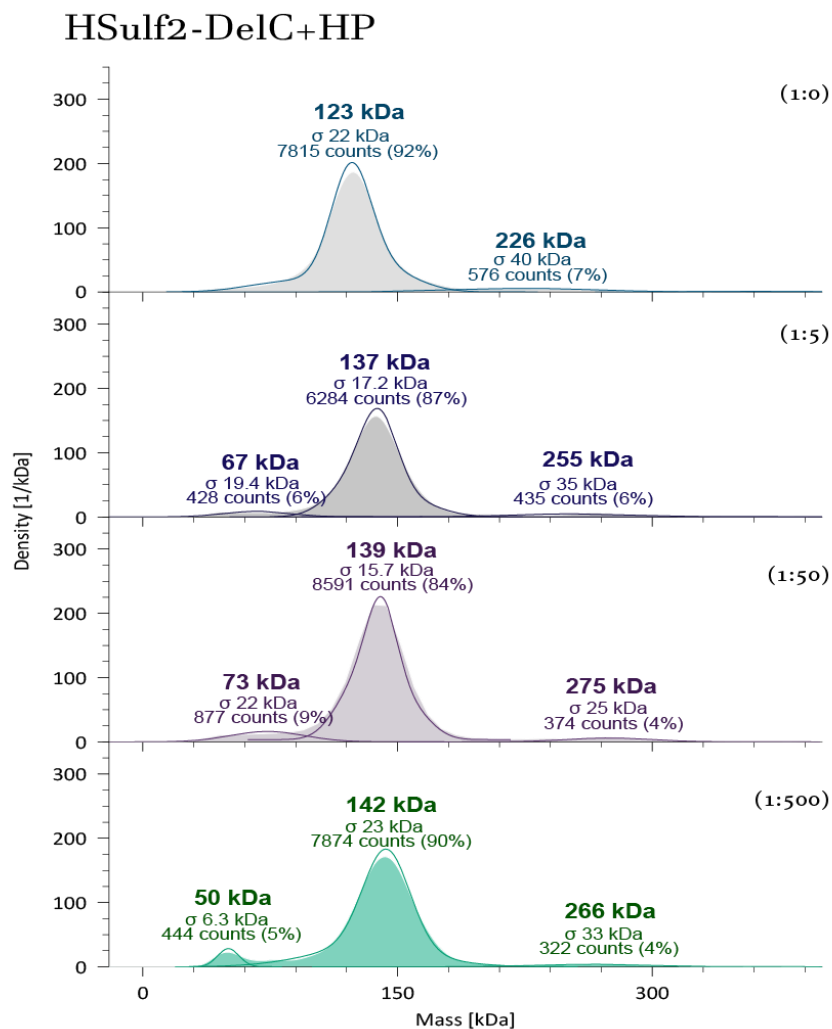 HSulf2-DelC+HP
(1:0)
300
123 kDa
σ 22 kDa
7815 counts (92%)
200
100
226 kDa
σ 40 kDa
576 counts (7%)
0
(1:5)
300
137 kDa
σ 17.2 kDa
6284 counts (87%)
200
100
67 kDa
σ 19.4 kDa
428 counts (6%)
255 kDa
σ 35 kDa
435 counts (6%)
0
Density [1/kDa]
(1:50)
300
139 kDa
σ 15.7 kDa
8591 counts (84%)
200
100
73 kDa
σ 22 kDa
877 counts (9%)
275 kDa
σ 25 kDa
374 counts (4%)
0
(1:500)
300
142 kDa
σ 23 kDa
7874 counts (90%)
200
100
50 kDa
σ 6.3 kDa
444 counts (5%)
266 kDa
σ 33 kDa
322 counts (4%)
0
0 150 300
Mass [kDa]